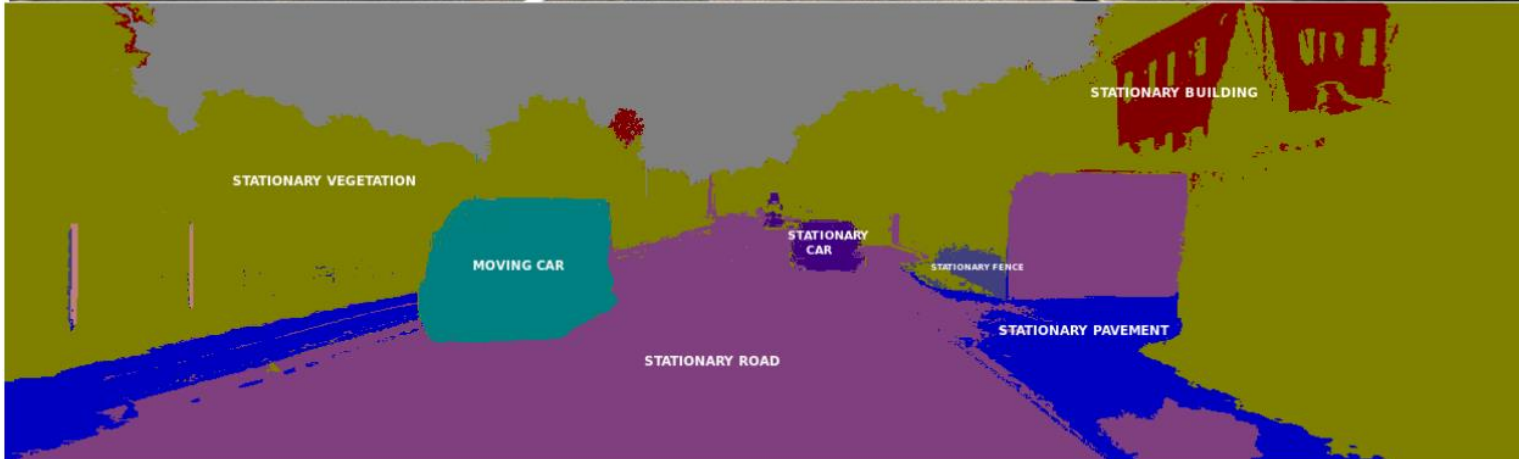 STATIONARY BUILDING
STATIONARY VEGETATION
STATIONARY
CAR
MOVING CAR
STATIONARY FENCE
STATIONARY PAVEMENT
STATIONARY ROAD